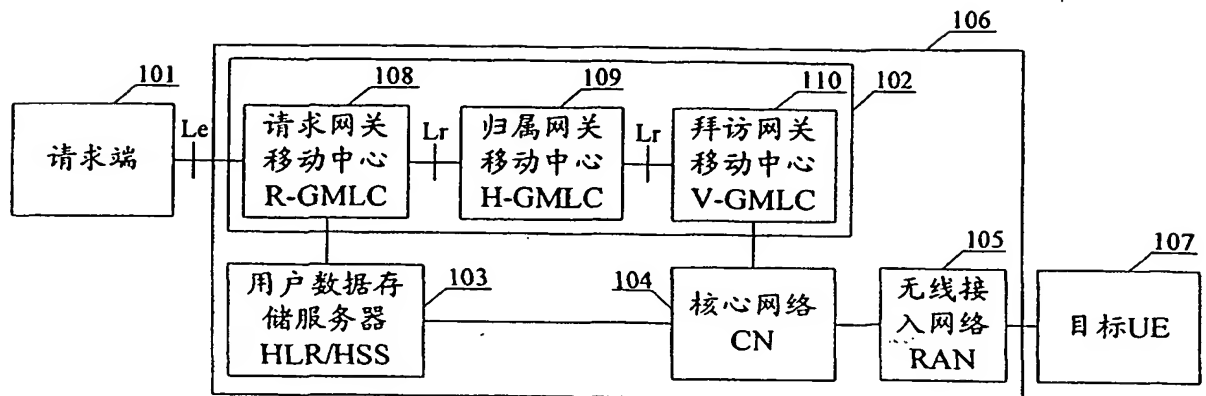 106
101
108
109
110
102
请求端
Le
请求网关
移动中心
R-GMLC
Lr
归属网关
移动中心
H-GMLC
Lr
拜访网关
移动中心
V-GMLC
用户数据存
储服务器
HLR/HSS
103
104
核心网络
CN
105
无线接
入网络
RAN
107
目标UE